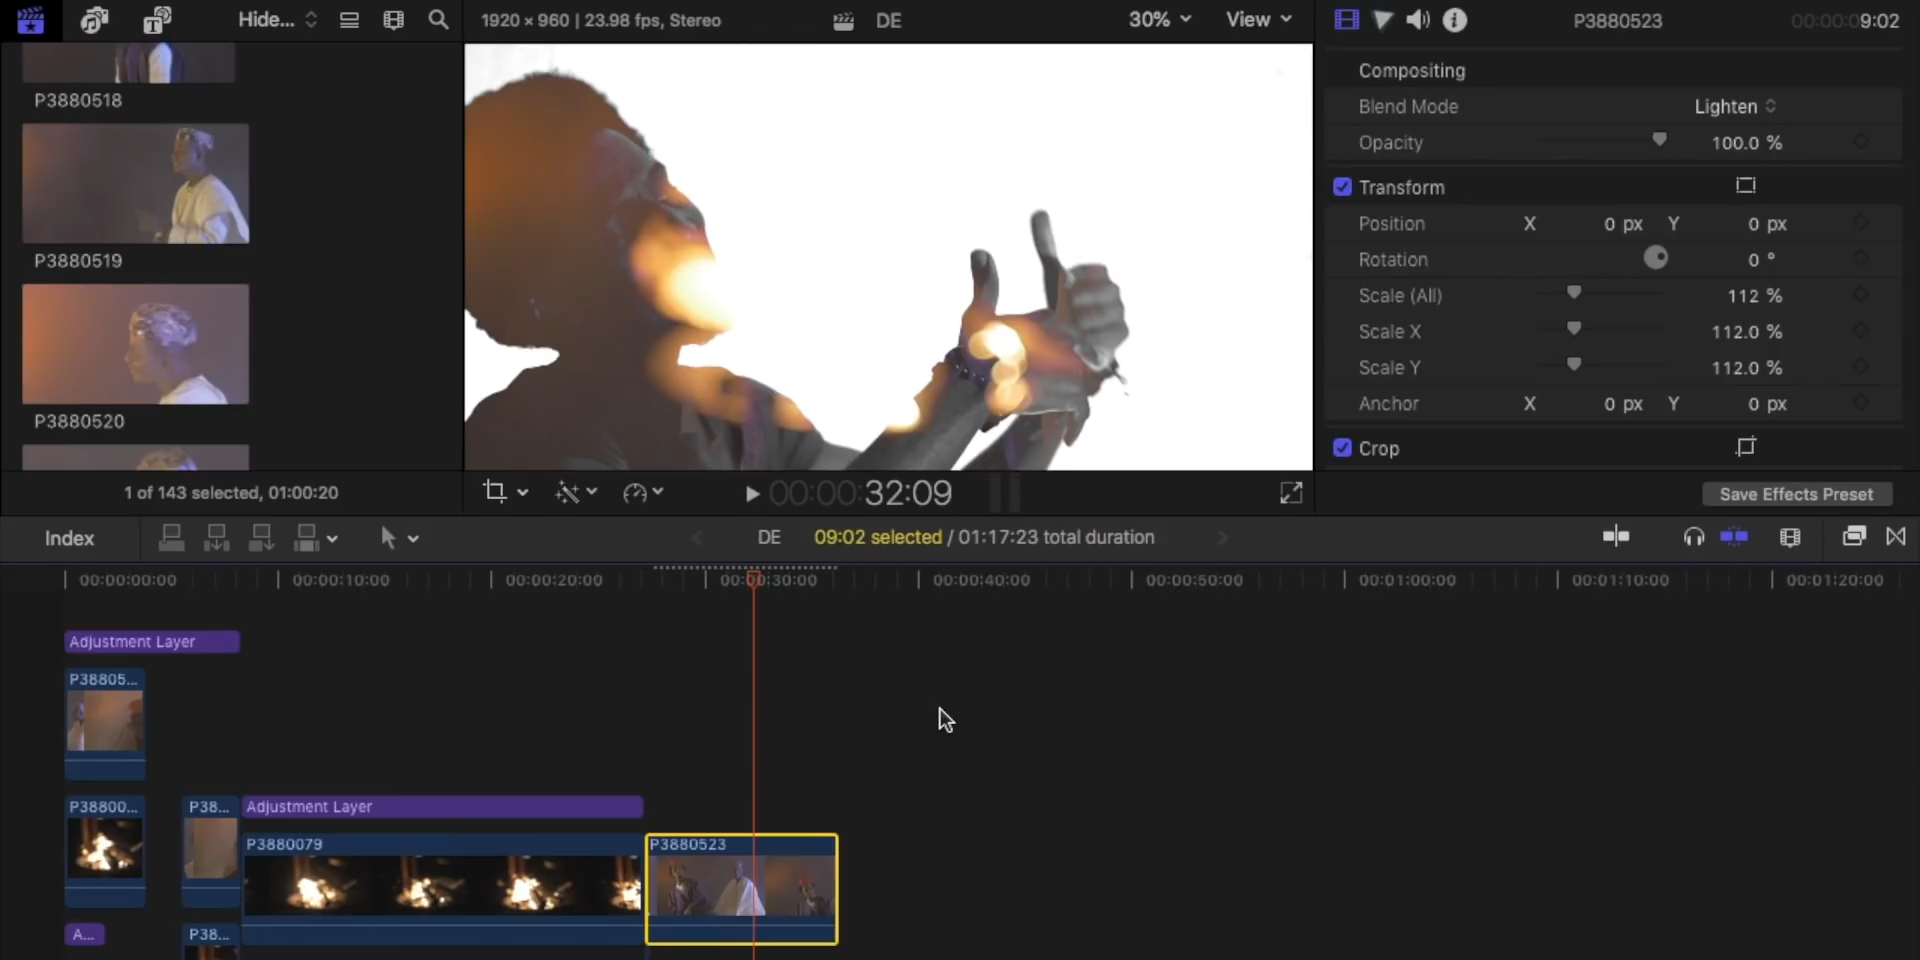 Hide...
1920 × 960 | 23.98 fps, Stereo
DE
30%
View
P3880523
00:00:09:02
P3880518
P3880519
P3880520
1 of 143 selected, 01:00:20
Compositing
Blend Mode Lighten
Opacity 100.0 %
Transform
Position X 0 px Y 0 px
Rotation 0 °
Scale (All) 112 %
Scale X 112.0 %
Scale Y 112.0 %
Anchor X 0 px Y 0 px
Crop
Save Effects Preset
00:00:32:09
Index
DE 09:02 selected / 01:17:23 total duration
00:00:00:00 00:00:10:00 00:00:20:00 00:00:30:00 00:00:40:00 00:00:50:00 00:01:00:00 00:01:10:00 00:01:20:00
Adjustment Layer
P38805...
P38800... P38... Adjustment Layer
P3880079 P3880523
A... P38...